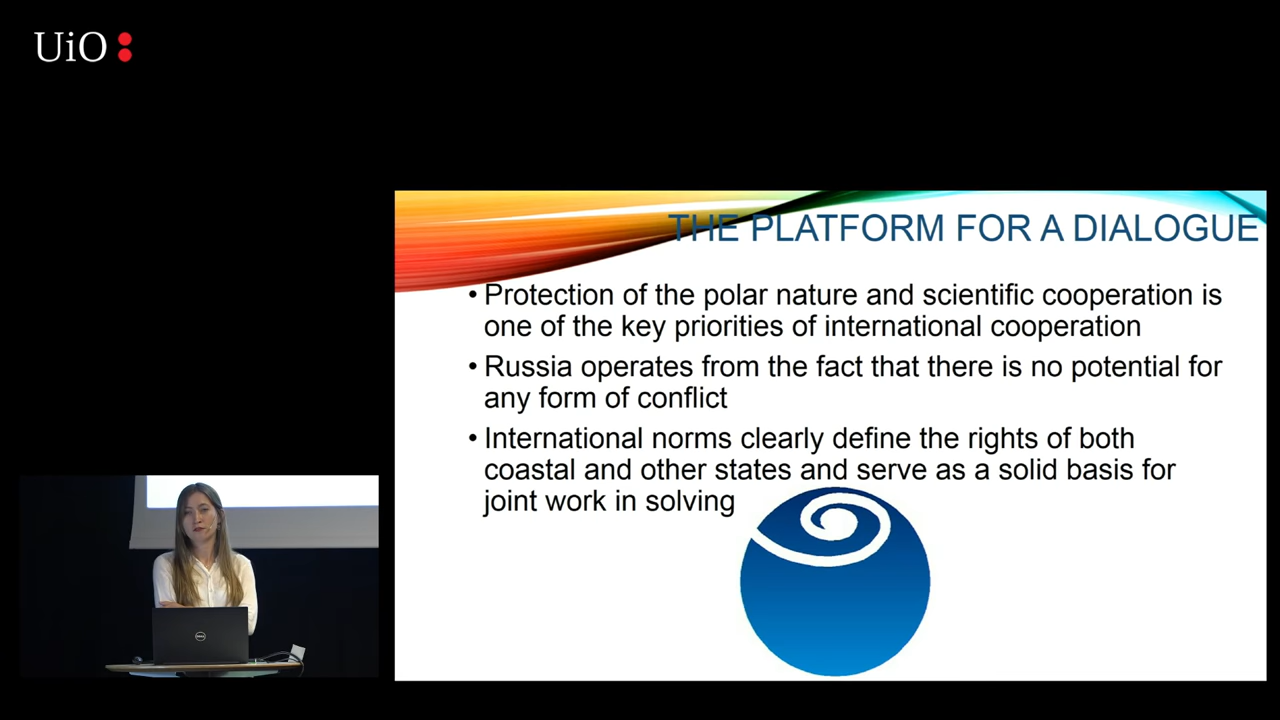 UiO
THE PLATFORM FOR A DIALOGUE
• Protection of the polar nature and scientific cooperation is
one of the key priorities of international cooperation
• Russia operates from the fact that there is no potential for
any form of conflict
• International norms clearly define the rights of both
coastal and other states and serve as a solid basis for
joint work in solving
DELL